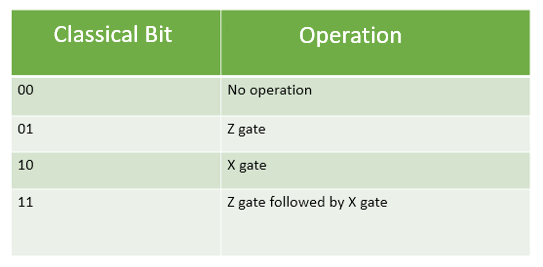 Classical Bit Operation
00 No operation
01 Z gate
10 X gate
11 Z gate followed by X gate